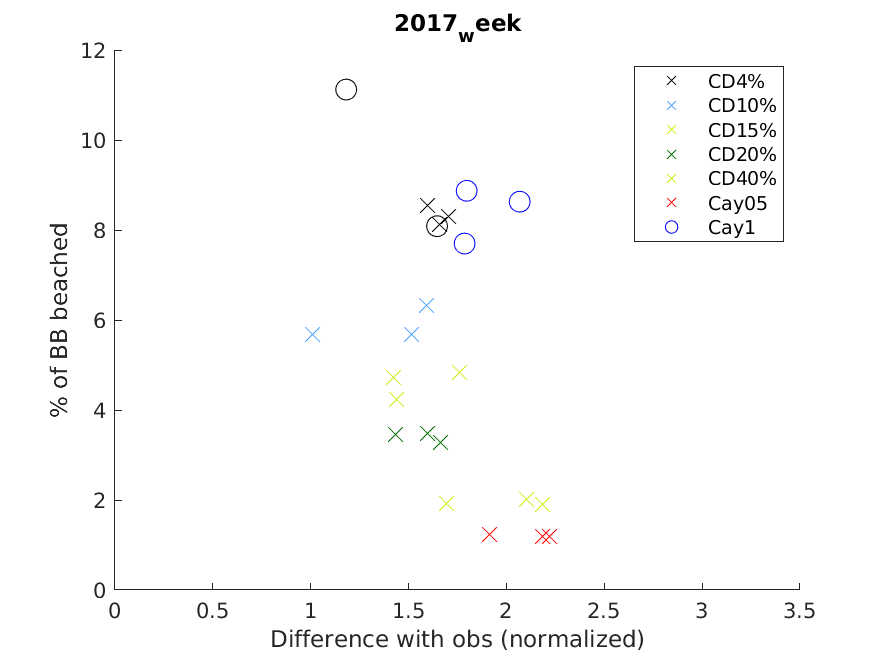 2017week
12
10
8
6
4
2
0
% of BB beached
0 0.5 1 1.5 2 2.5 3 3.5
Difference with obs (normalized)
CD4%
CD10%
CD15%
CD20%
CD40%
Cay05
Cay1